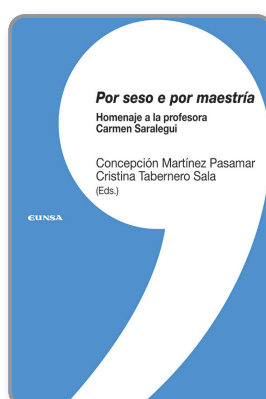 Por seso e por maestría
Homenaje a la profesora
Carmen Saralegui
Concepción Martínez Pasamar
Cristina Tabernero Sala
(Eds.)
EUNSA